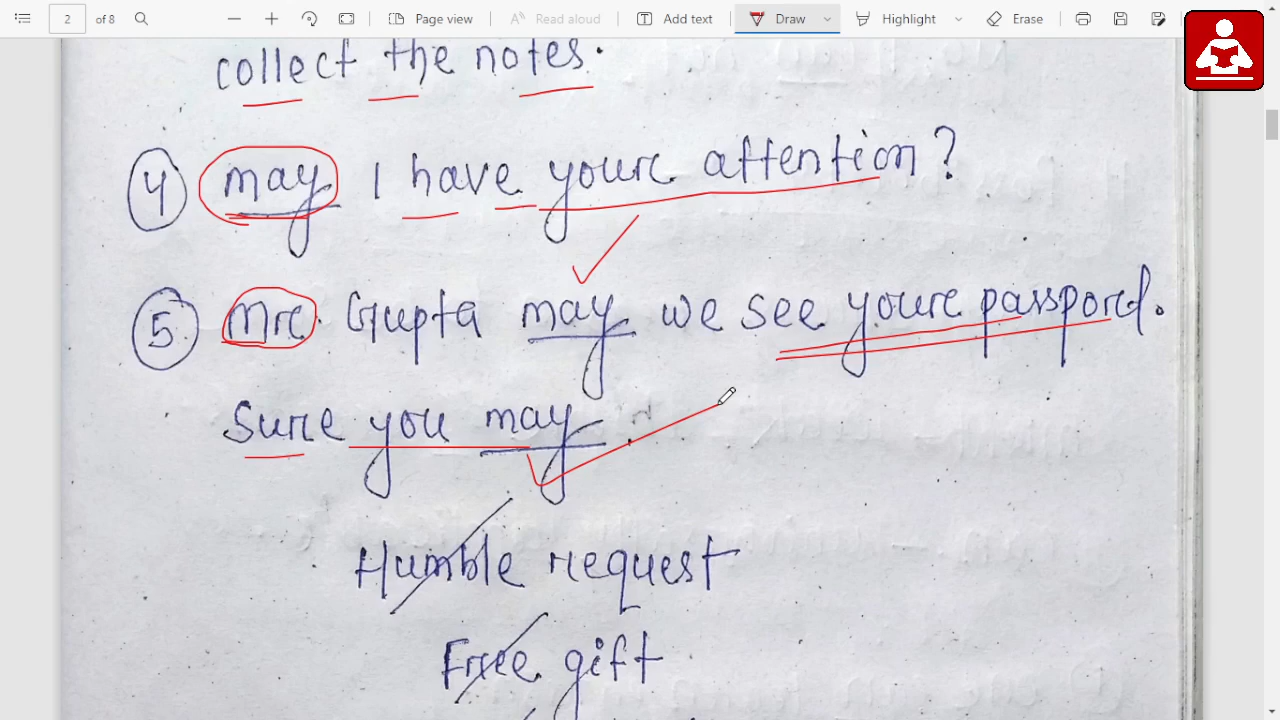 2 of 8 Page view Read aloud Add text Draw Highlight Erase
collect the notes.
4 may I have your attention?
5 Mr. Gupta may we see your passpord.
Sure you may.
Humble request
Free gift